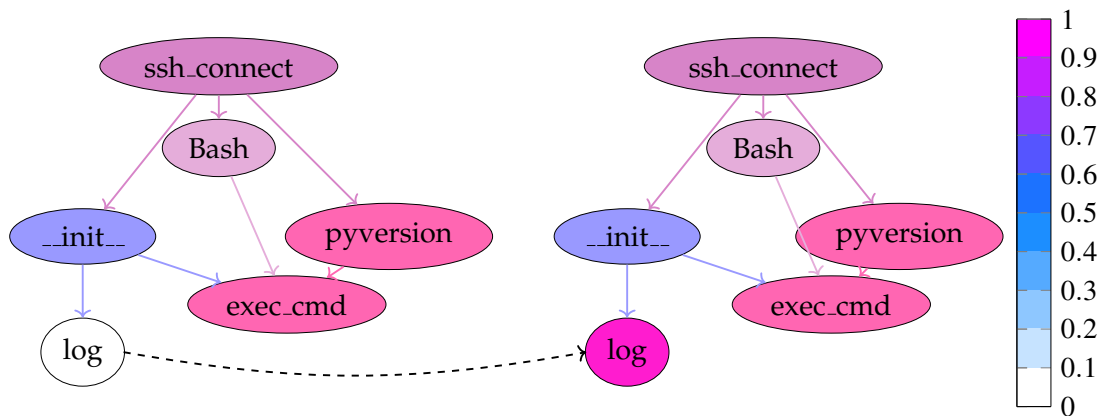 ssh_connect
Bash
__init__
pyversion
exec_cmd
log
ssh_connect
Bash
__init__
pyversion
exec_cmd
log
1
0.9
0.8
0.7
0.6
0.5
0.4
0.3
0.2
0.1
0